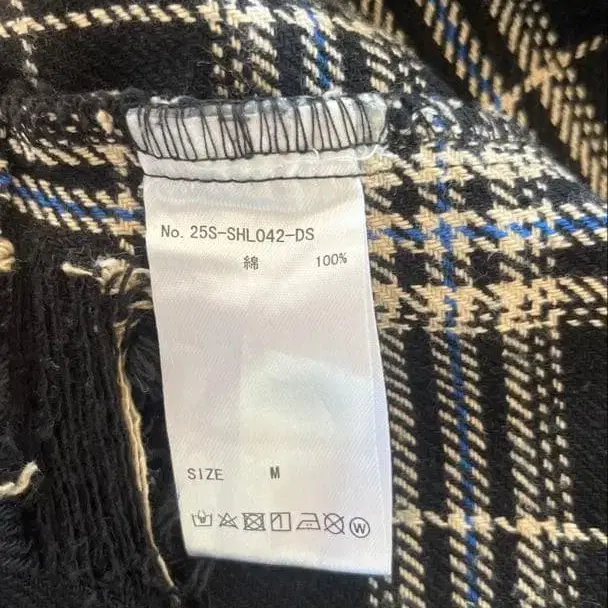 No. 25S-SHL042-DS
綿 100%
SIZE M